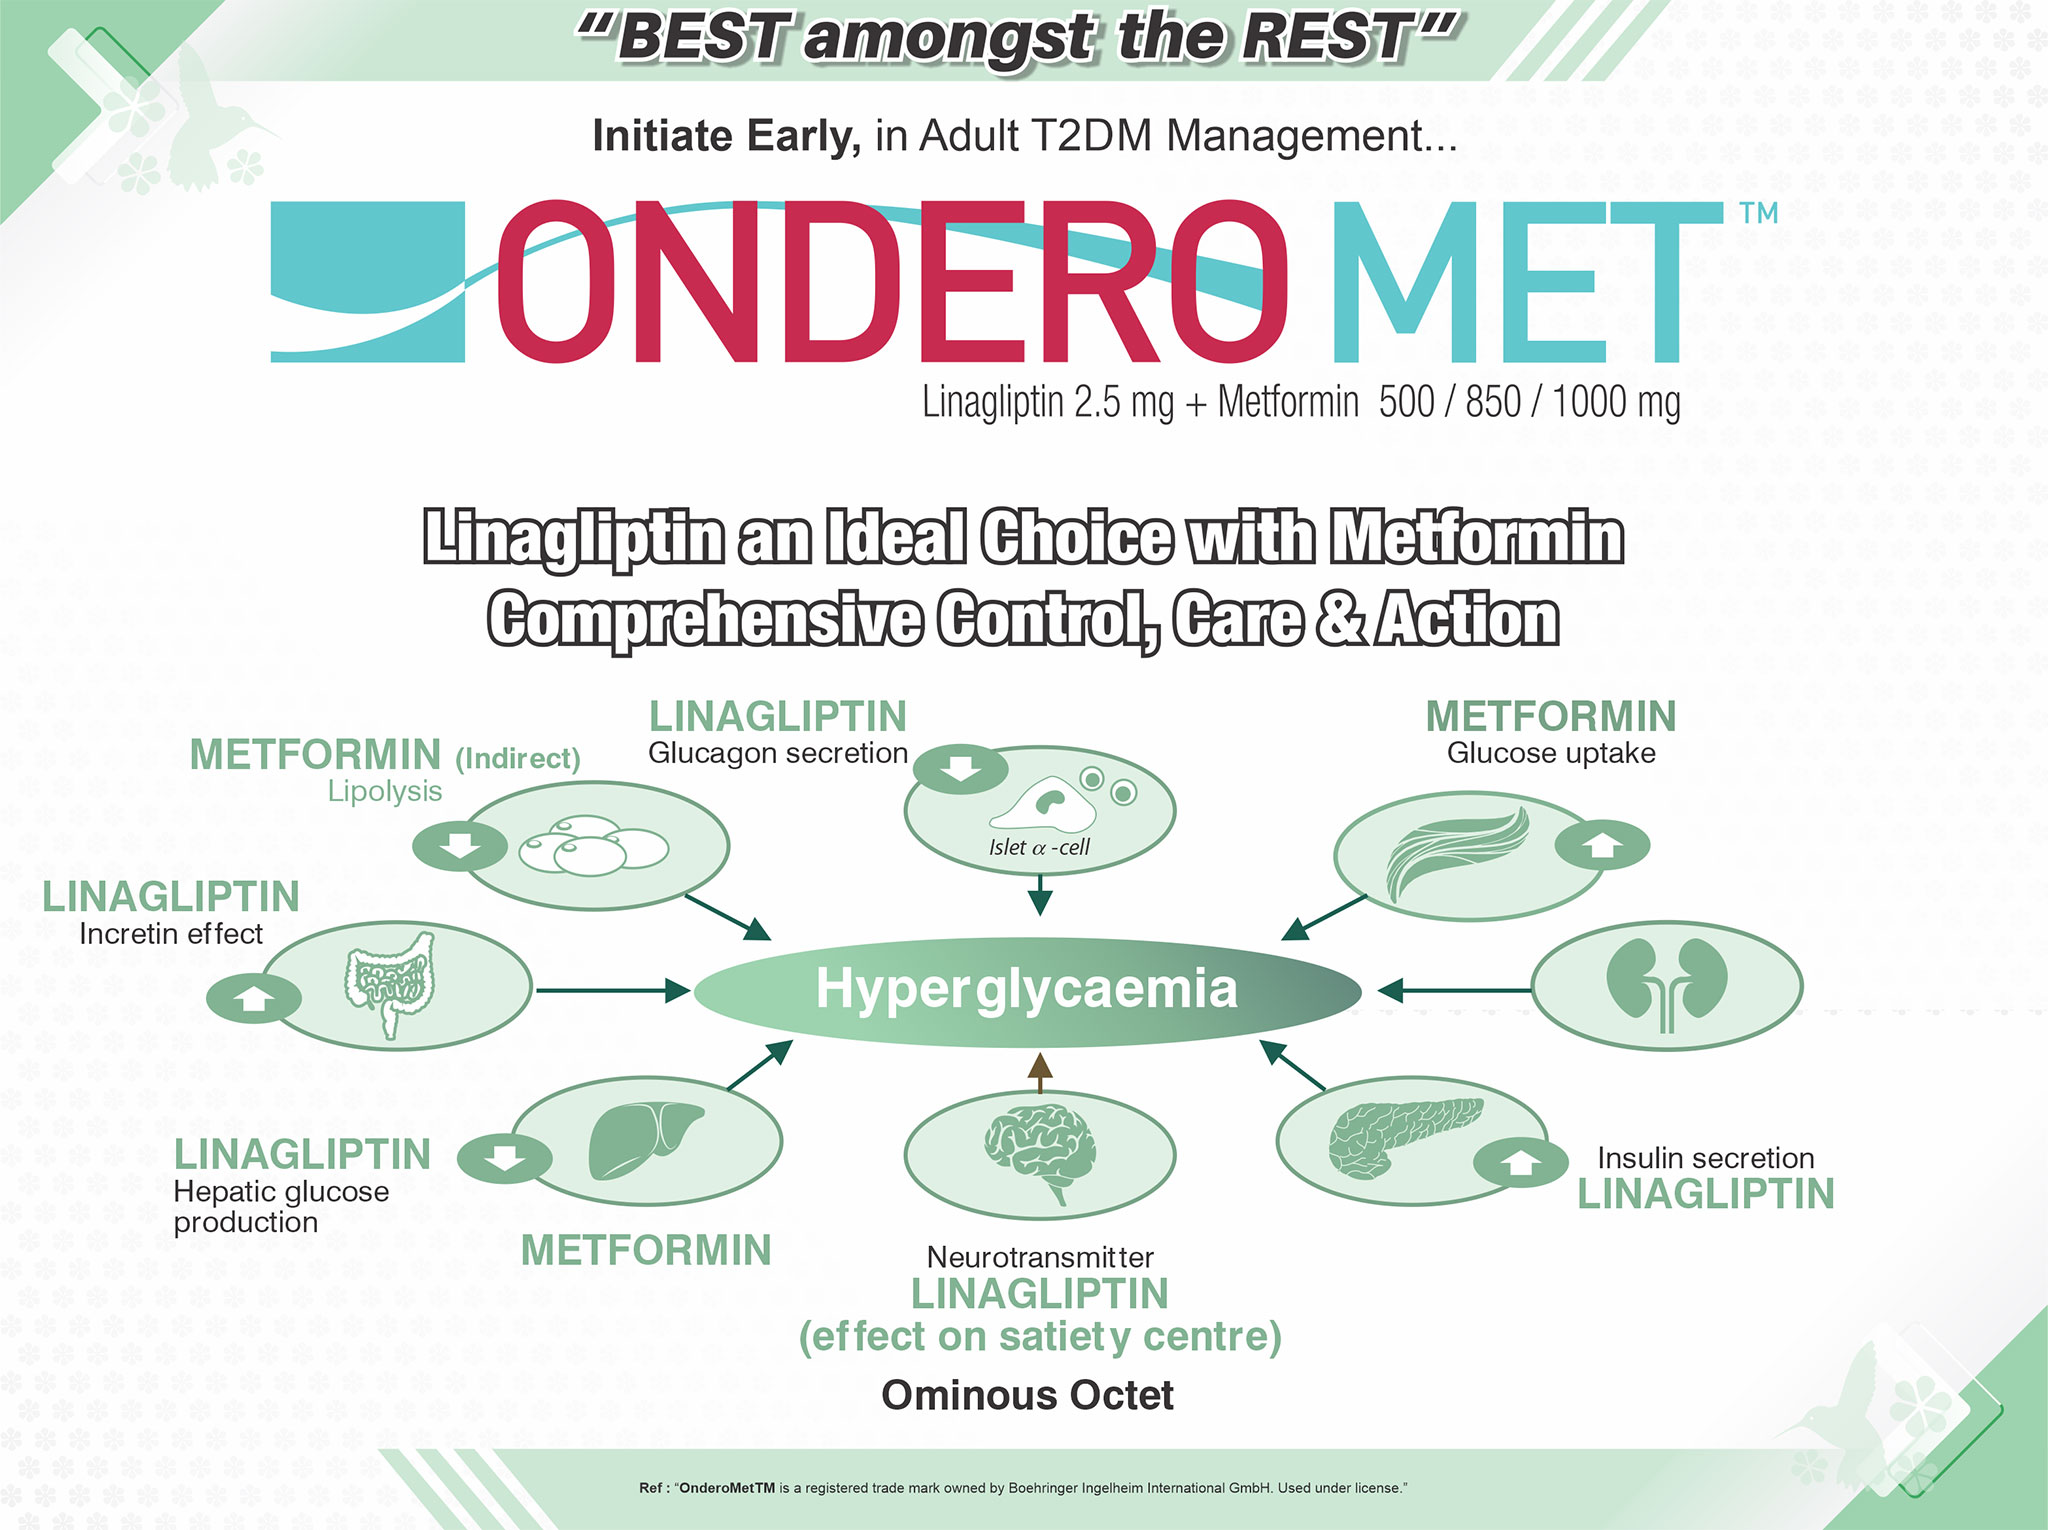 “BEST amongst the REST”
Initiate Early, in Adult T2DM Management...
ONDERO MET™
Linagliptin 2.5 mg + Metformin 500 / 850 / 1000 mg
Linagliptin an Ideal Choice with Metformin
Comprehensive Control, Care & Action
LINAGLIPTIN
Glucagon secretion
METFORMIN
Glucose uptake
METFORMIN (Indirect)
Lipolysis
Islet α -cell
LINAGLIPTIN
Incretin effect
Hyperglycaemia
LINAGLIPTIN
Hepatic glucose
production
METFORMIN
Insulin secretion
LINAGLIPTIN
Neurotransmitter
LINAGLIPTIN
(effect on satiety centre)
Ominous Octet
Ref : “OnderoMetTM is a registered trade mark owned by Boehringer Ingelheim International GmbH. Used under license.”